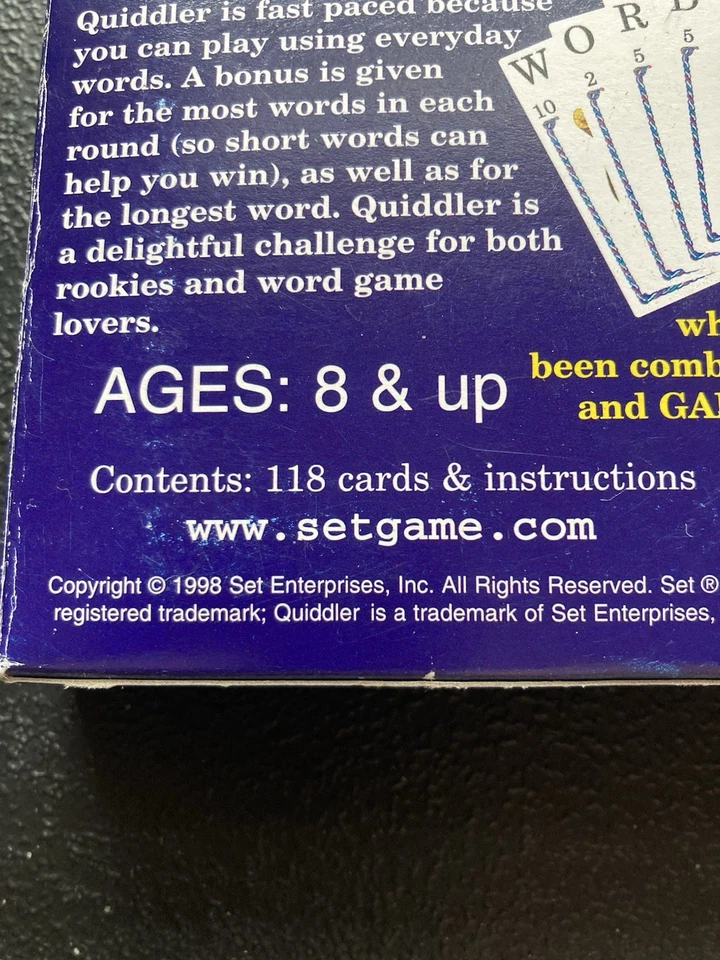 Quiddler is fast paced because
you can play using everyday
words. A bonus is given
for the most words in each
round (so short words can
help you win), as well as for
the longest word. Quiddler is
a delightful challenge for both
rookies and word game
lovers.
W O R D
10 2 5 5
wh
been comb
and GA
AGES: 8 & up
Contents: 118 cards & instructions
www.setgame.com
Copyright © 1998 Set Enterprises, Inc. All Rights Reserved. Set ®
registered trademark; Quiddler is a trademark of Set Enterprises,